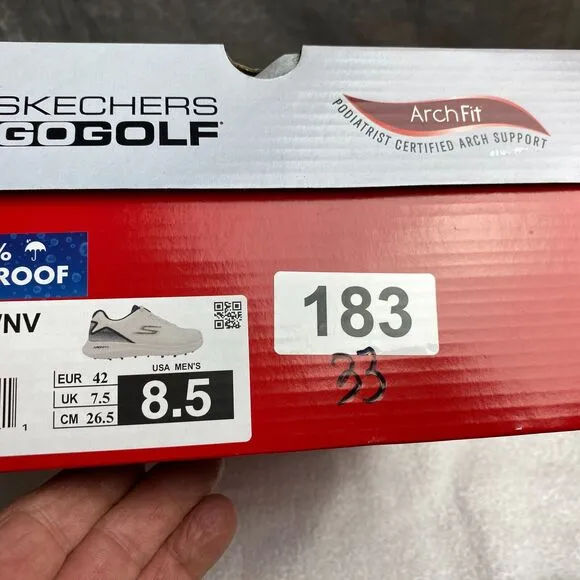 SKECHERS
GOGOLF
ArchFit
PODIATRIST CERTIFIED ARCH SUPPORT
%
ROOF
/NV
183
33
USA MEN'S
EUR 42
UK 7.5
CM 26.5
8.5
1